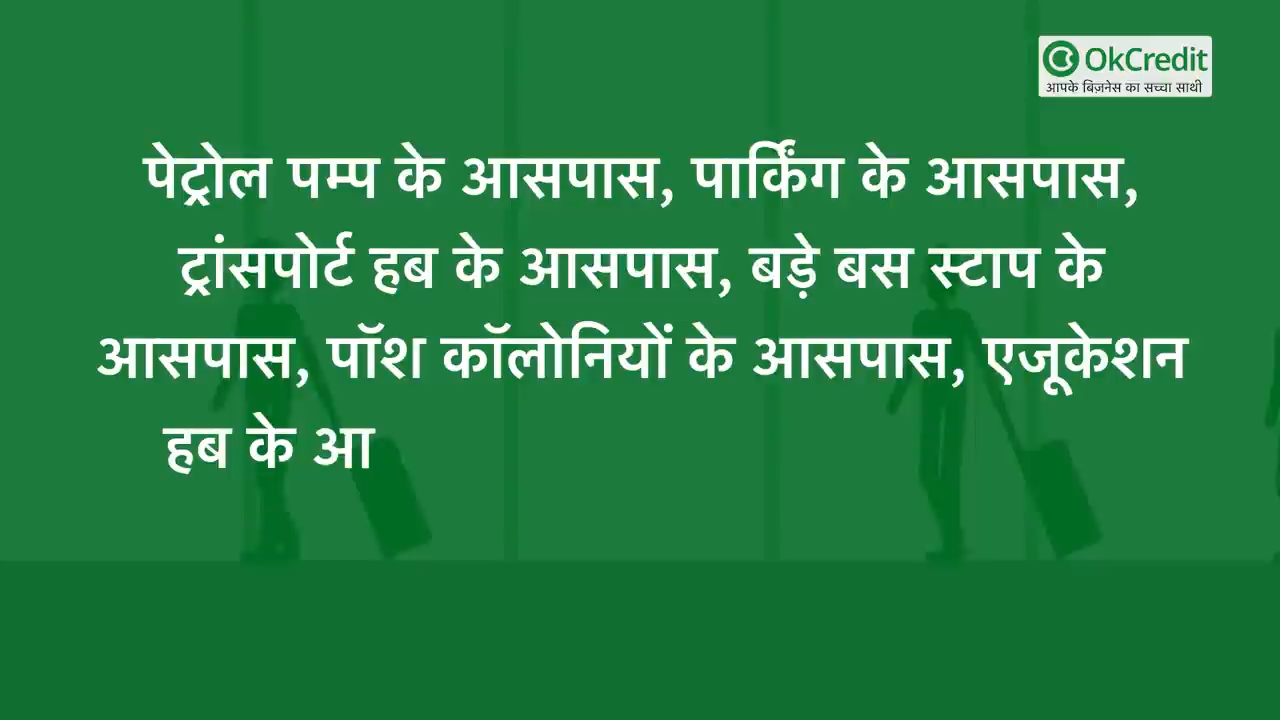 OkCredit
आपके बिज़नेस का सच्चा साथी
पेट्रोल पम्प के आसपास, पार्किंग के आसपास,
ट्रांसपोर्ट हब के आसपास, बड़े बस स्टाप के
आसपास, पॉश कॉलोनियों के आसपास, एजूकेशन
हब के आ